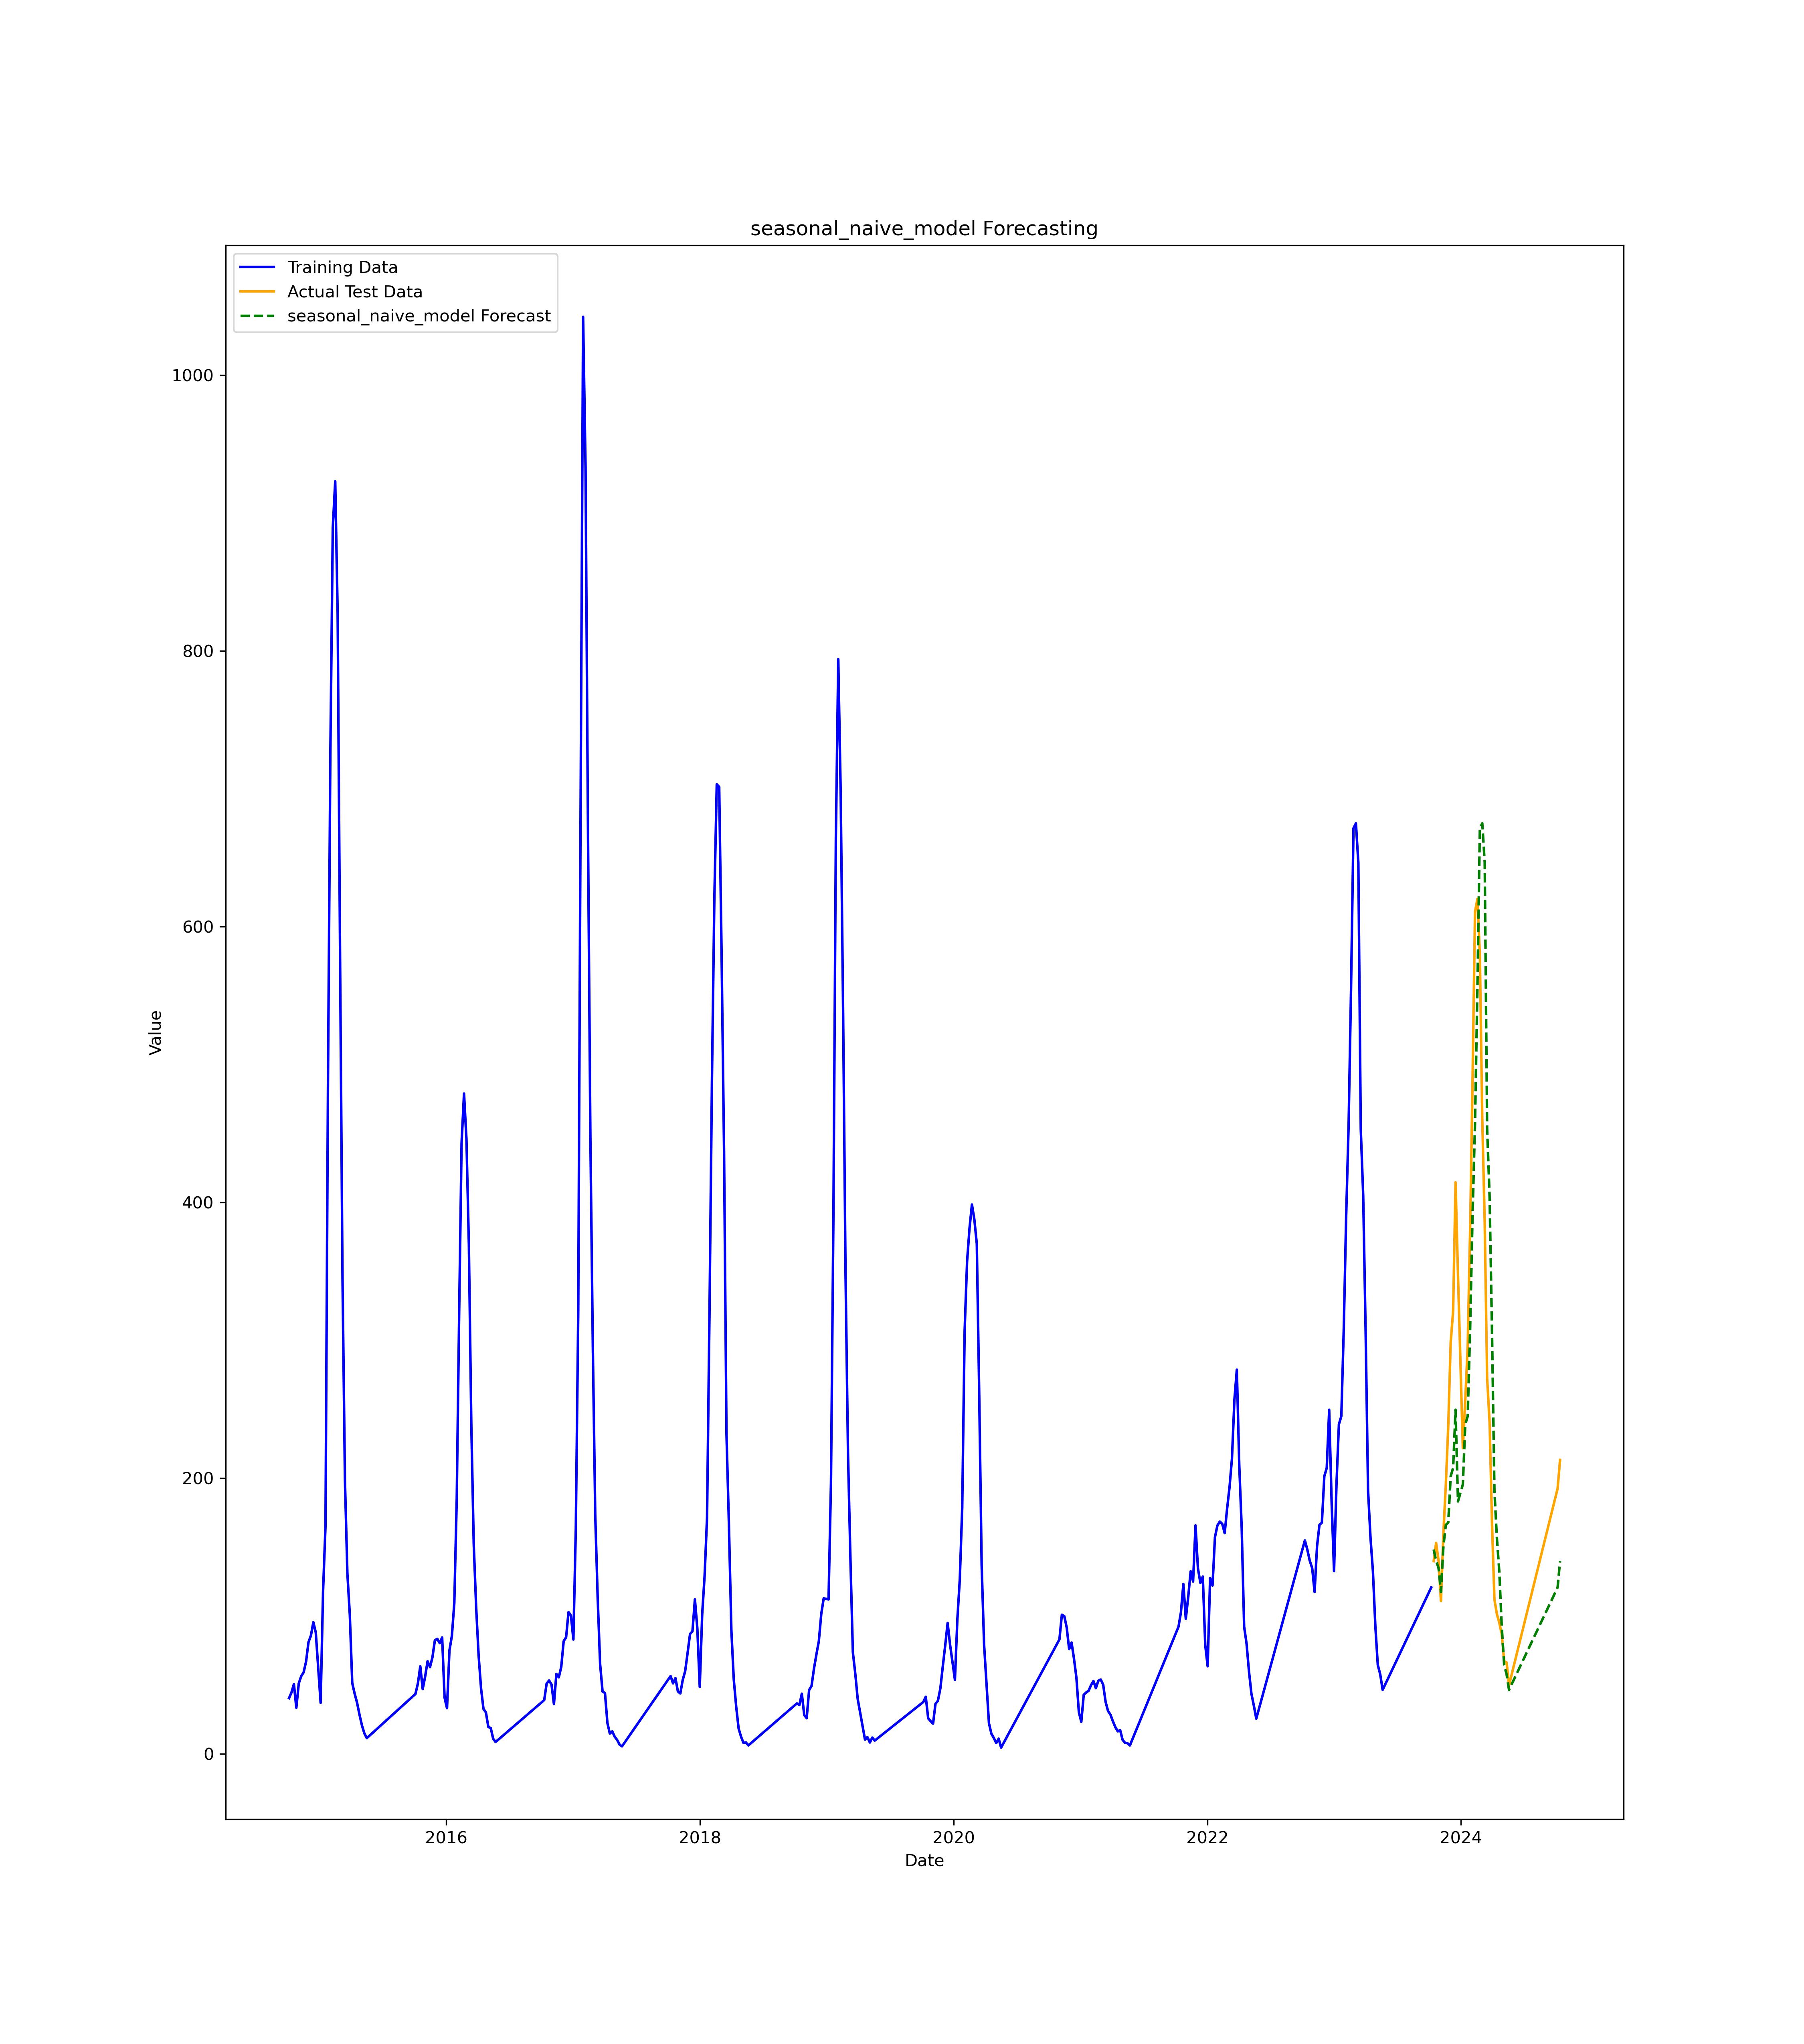 seasonal_naive_model Forecasting
Training Data
Actual Test Data
seasonal_naive_model Forecast
1000
800
600
400
200
0
Value
2016
2018
2020
2022
2024
Date